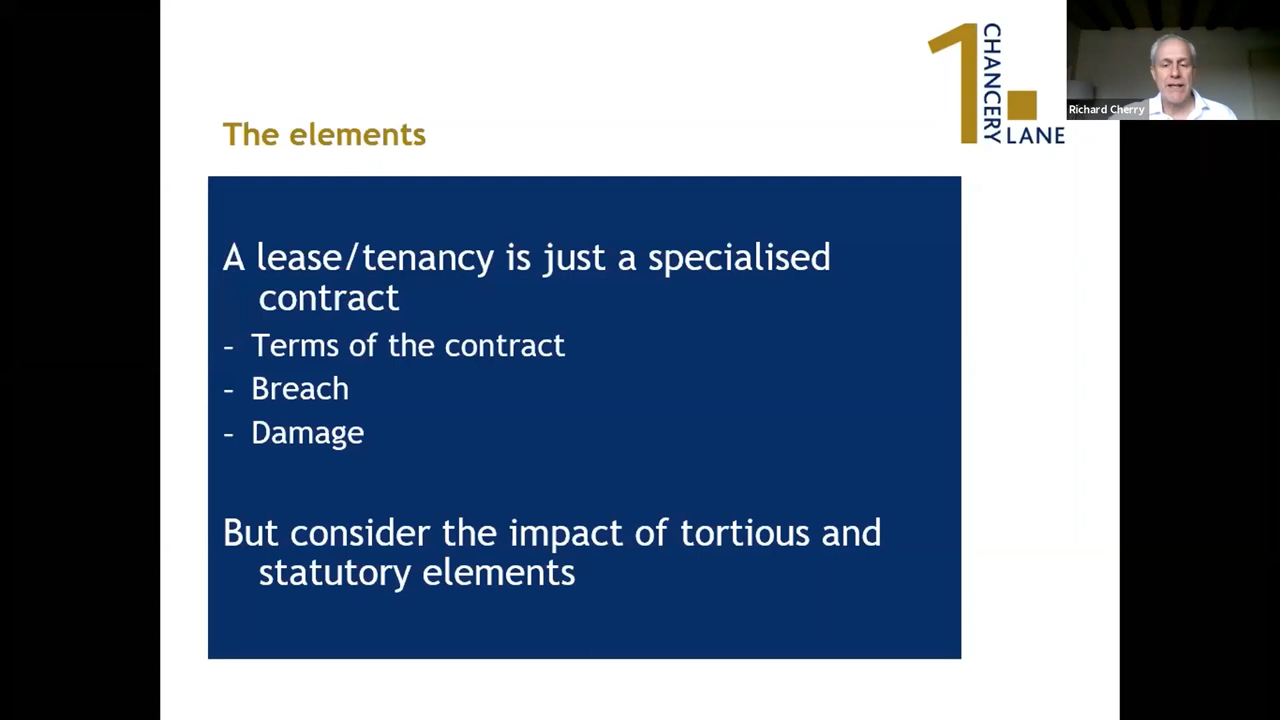 1 CHANCERY LANE
Richard Cherry
The elements
A lease/tenancy is just a specialised
contract
- Terms of the contract
- Breach
- Damage
But consider the impact of tortious and
statutory elements